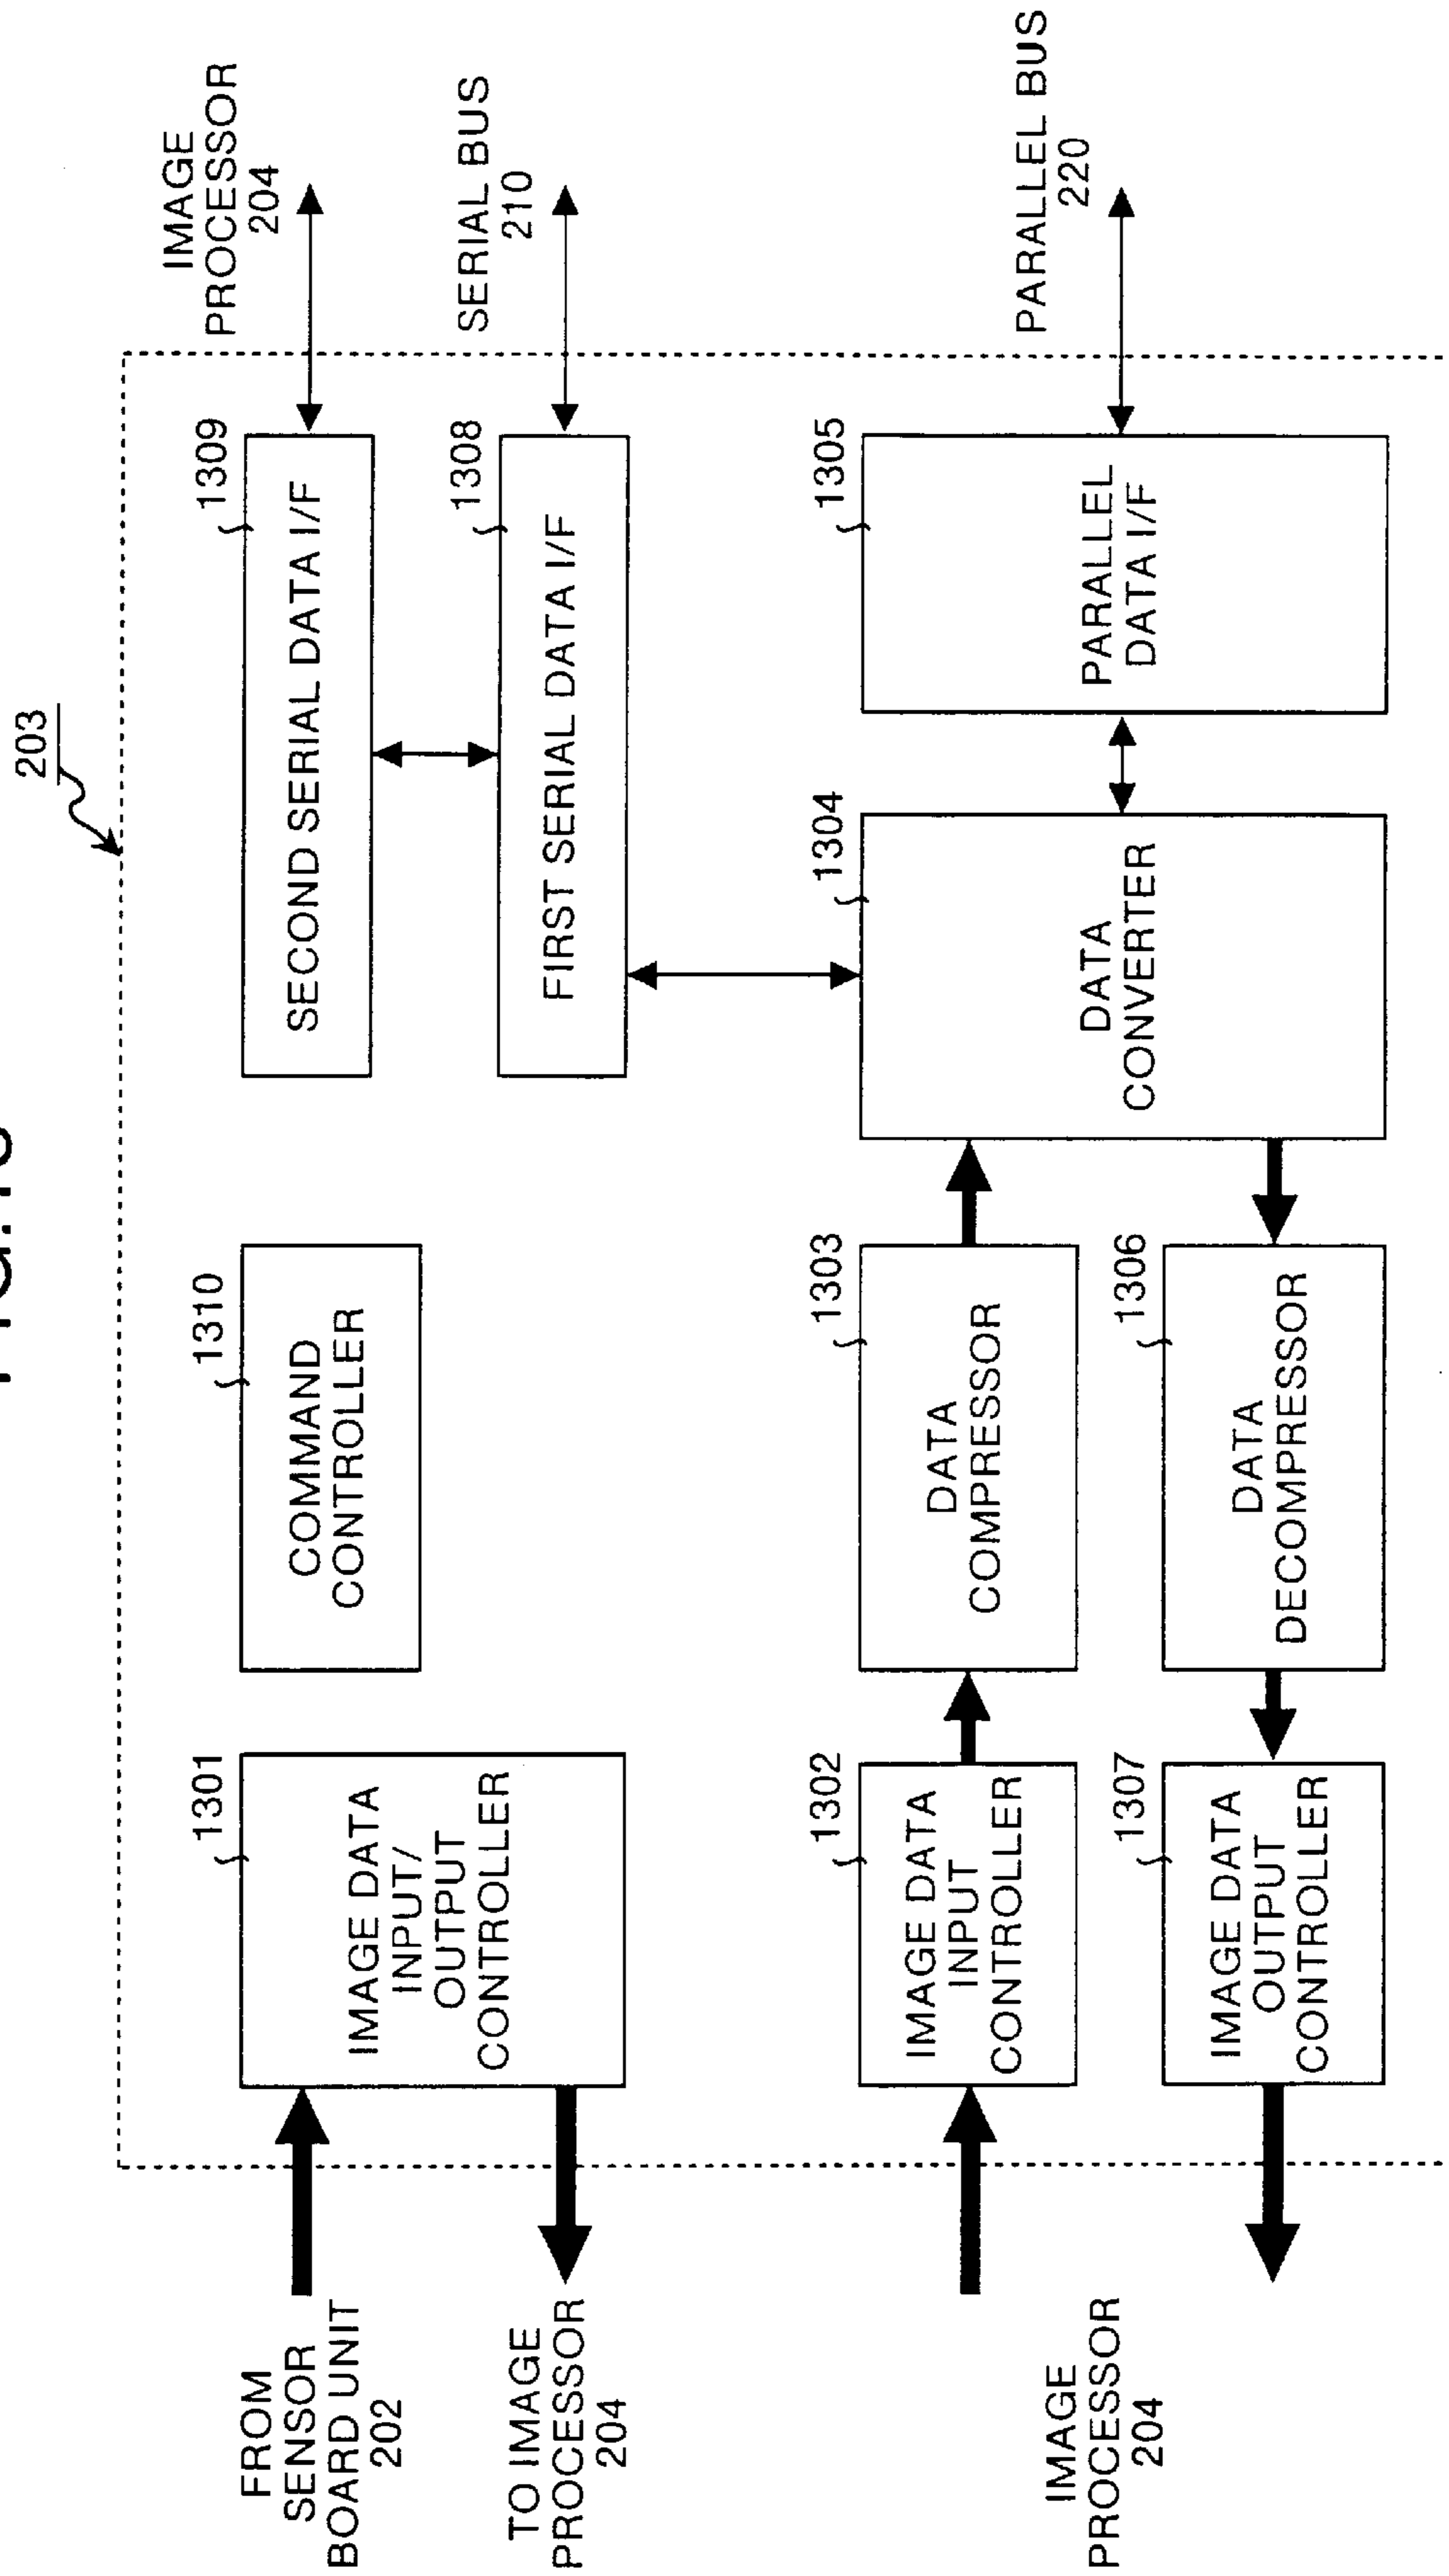 203
FROM
SENSOR
BOARD UNIT
202
TO IMAGE
PROCESSOR
204
IMAGE
PROCESSOR
204
1301
IMAGE DATA
INPUT/
OUTPUT
CONTROLLER
1310
COMMAND
CONTROLLER
1309
SECOND SERIAL DATA I/F
1308
FIRST SERIAL DATA I/F
IMAGE
PROCESSOR
204
SERIAL BUS
210
1302
IMAGE DATA
INPUT
CONTROLLER
1303
DATA
COMPRESSOR
1304
DATA
CONVERTER
1305
PARALLEL
DATA I/F
PARALLEL BUS
220
1307
IMAGE DATA
OUTPUT
CONTROLLER
1306
DATA
DECOMPRESSOR